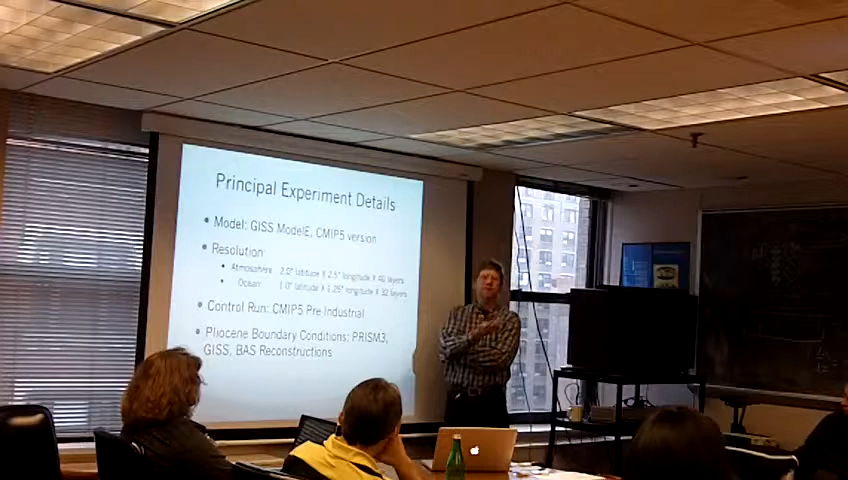 Principal Experiment Details
• Model: GISS ModelE, CMIP5 version
• Resolution:
• Atmosphere: 2.0° latitude X 2.5° longitude X 40 layers
• Ocean: 1.0° latitude X 1.25° longitude X 32 layers
• Control Run: CMIP5 Pre-Industrial
• Pliocene Boundary Conditions: PRISM3,
GISS, BAS Reconstructions